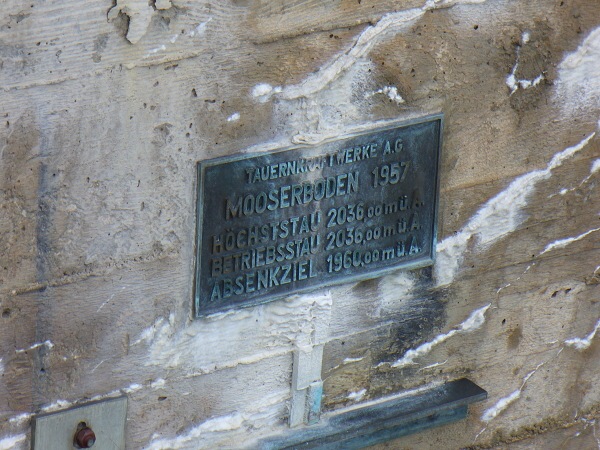 TAUERNKRAFTWERKE A.G.
MOOSERBODEN 1957
HÖCHSTSTAU 2036,00 m ü.A.
BETRIEBSSTAU 2036,00 m ü.A.
ABSENKZIEL 1960,00 m ü.A.